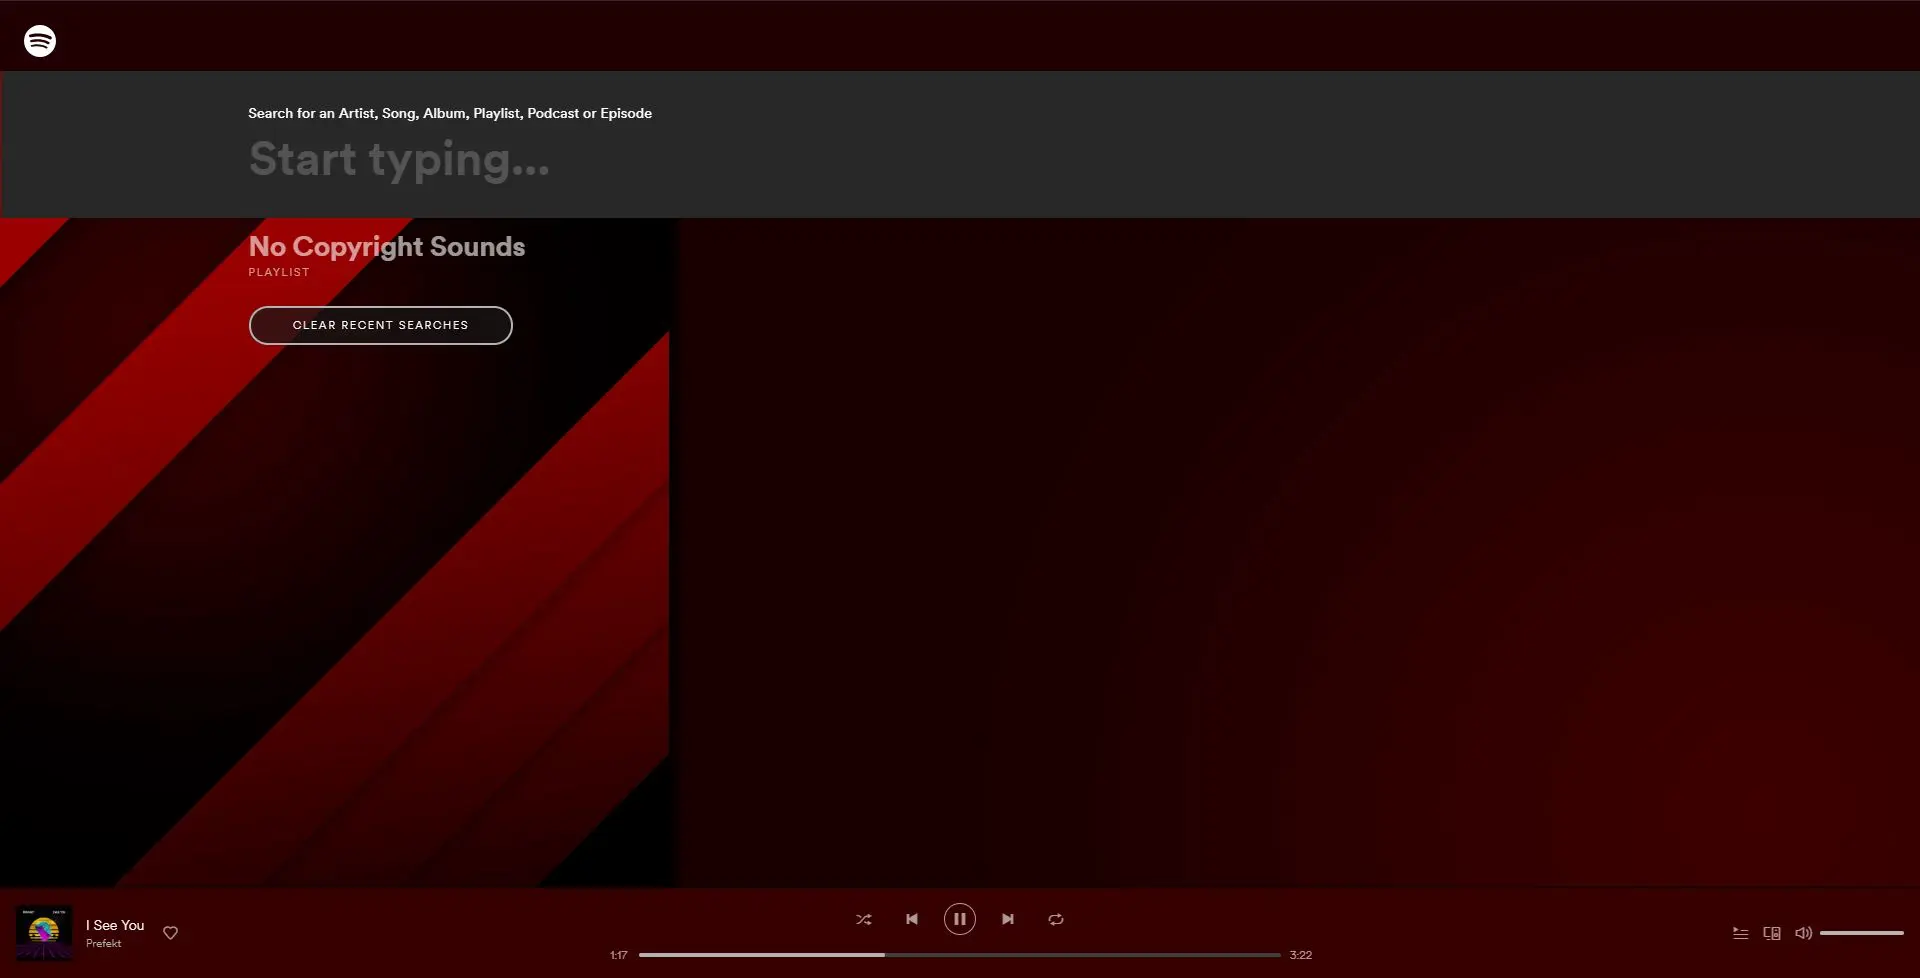 Search for an Artist, Song, Album, Playlist, Podcast or Episode
Start typing...
No Copyright Sounds
PLAYLIST
CLEAR RECENT SEARCHES
I See You
Prefekt
1:17
3:22